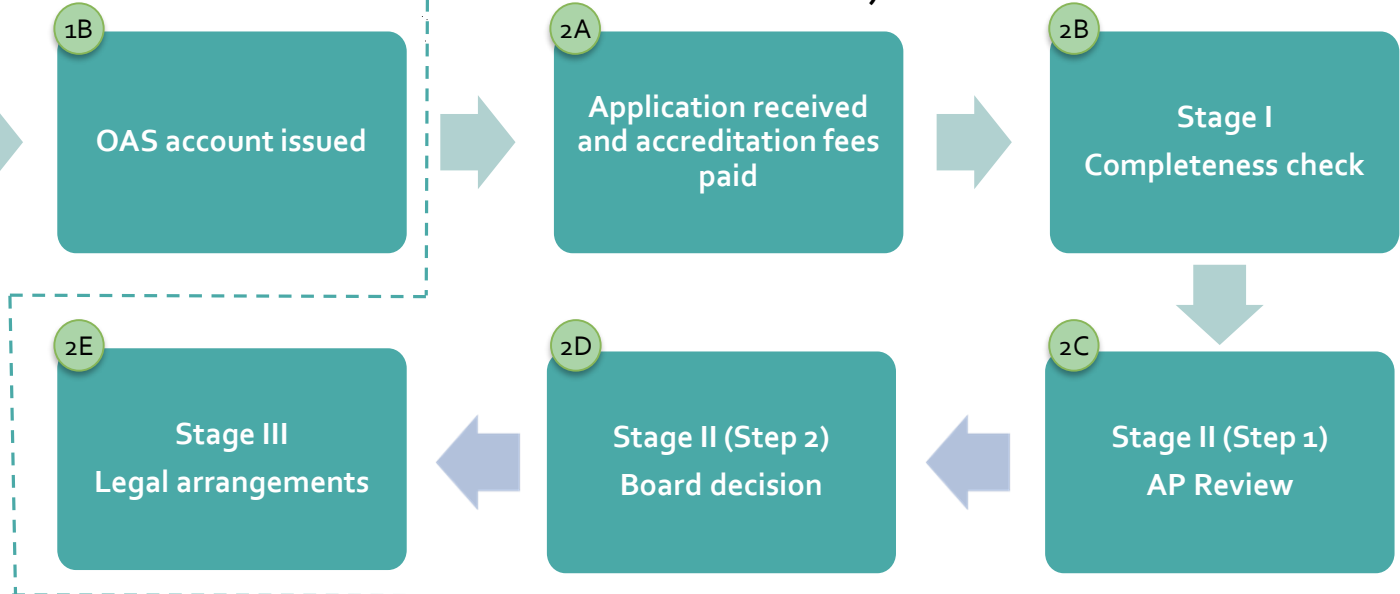 1B
OAS account issued
2A
Application received
and accreditation fees
paid
2B
Stage I
Completeness check
2C
Stage II (Step 1)
AP Review
2D
Stage II (Step 2)
Board decision
2E
Stage III
Legal arrangements